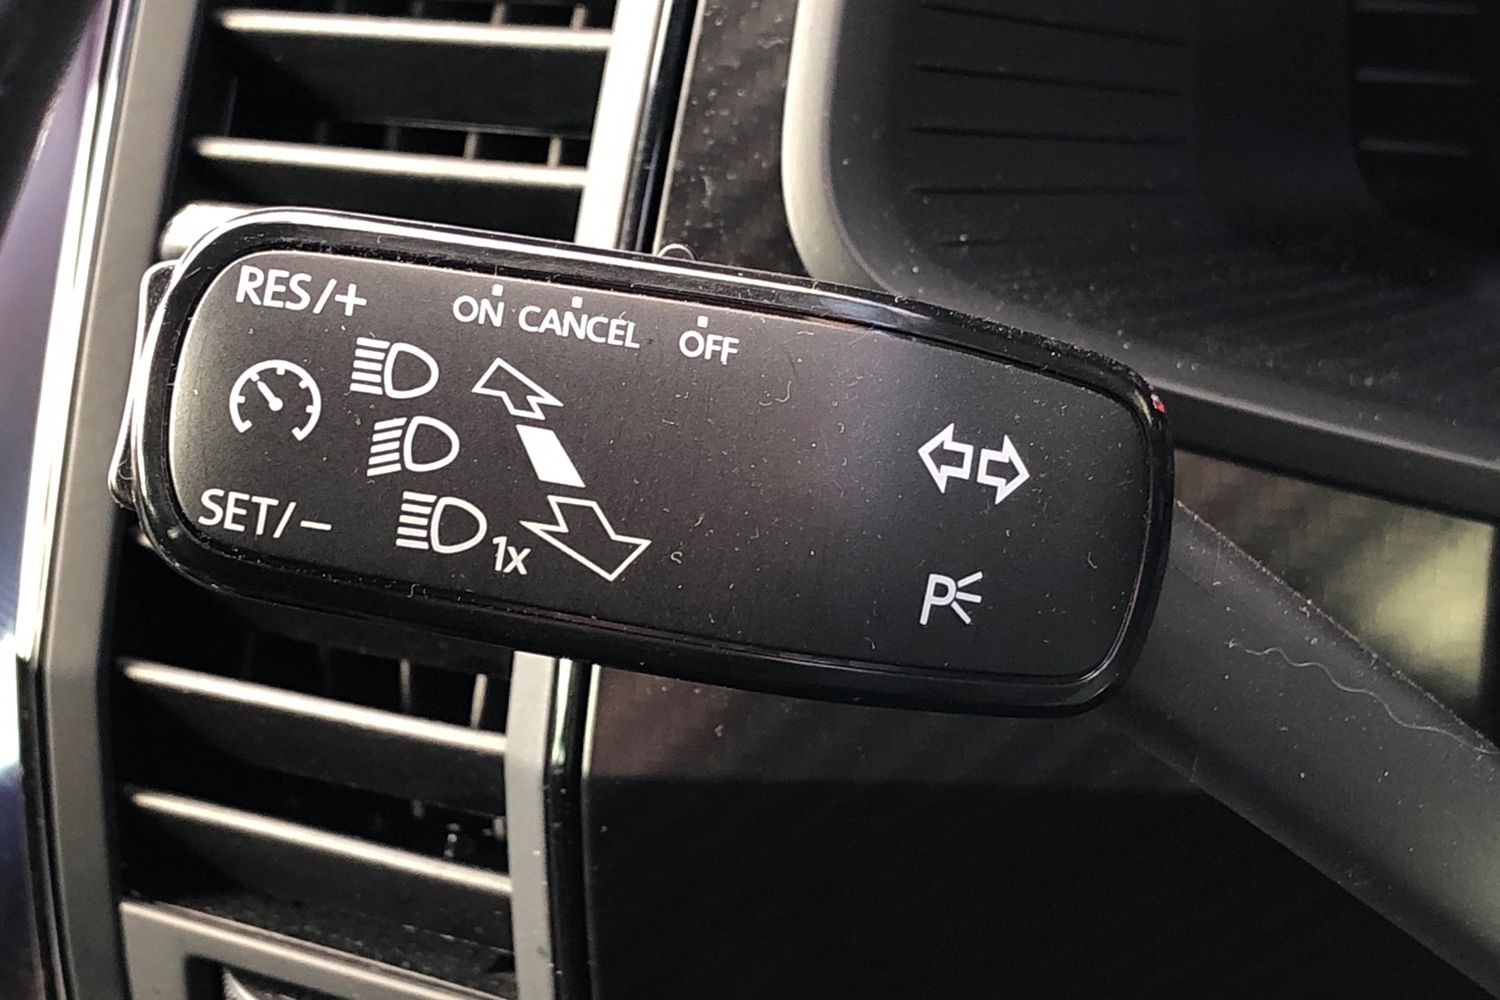 RES/+
ON CANCEL OFF
SET/−
1x
P